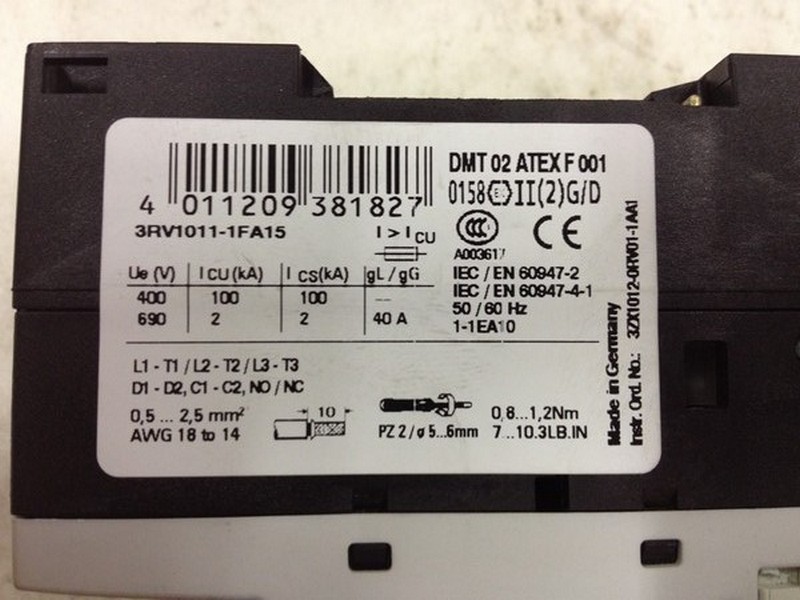 4 011209 381827
3RV1011-1FA15
I > I CU
Ue (V) I CU (kA) I CS (kA) gL / gG
400 100 100 ---
690 2 2 40 A
DMT 02 ATEX F 001
0158 Ex II(2)G/D
CCC CE
A003617
IEC / EN 60947-2
IEC / EN 60947-4-1
50 / 60 Hz
1-1EA10
L1 - T1 / L2 - T2 / L3 - T3
D1 - D2, C1 - C2, NO / NC
0,5 ... 2,5 mm²
AWG 18 to 14
10
PZ 2 / ø 5...6mm
0,8...1,2Nm
7...10.3LB.IN
Made in Germany
Instr. Ord. No.: 3ZX1012-0RV01-1AA1